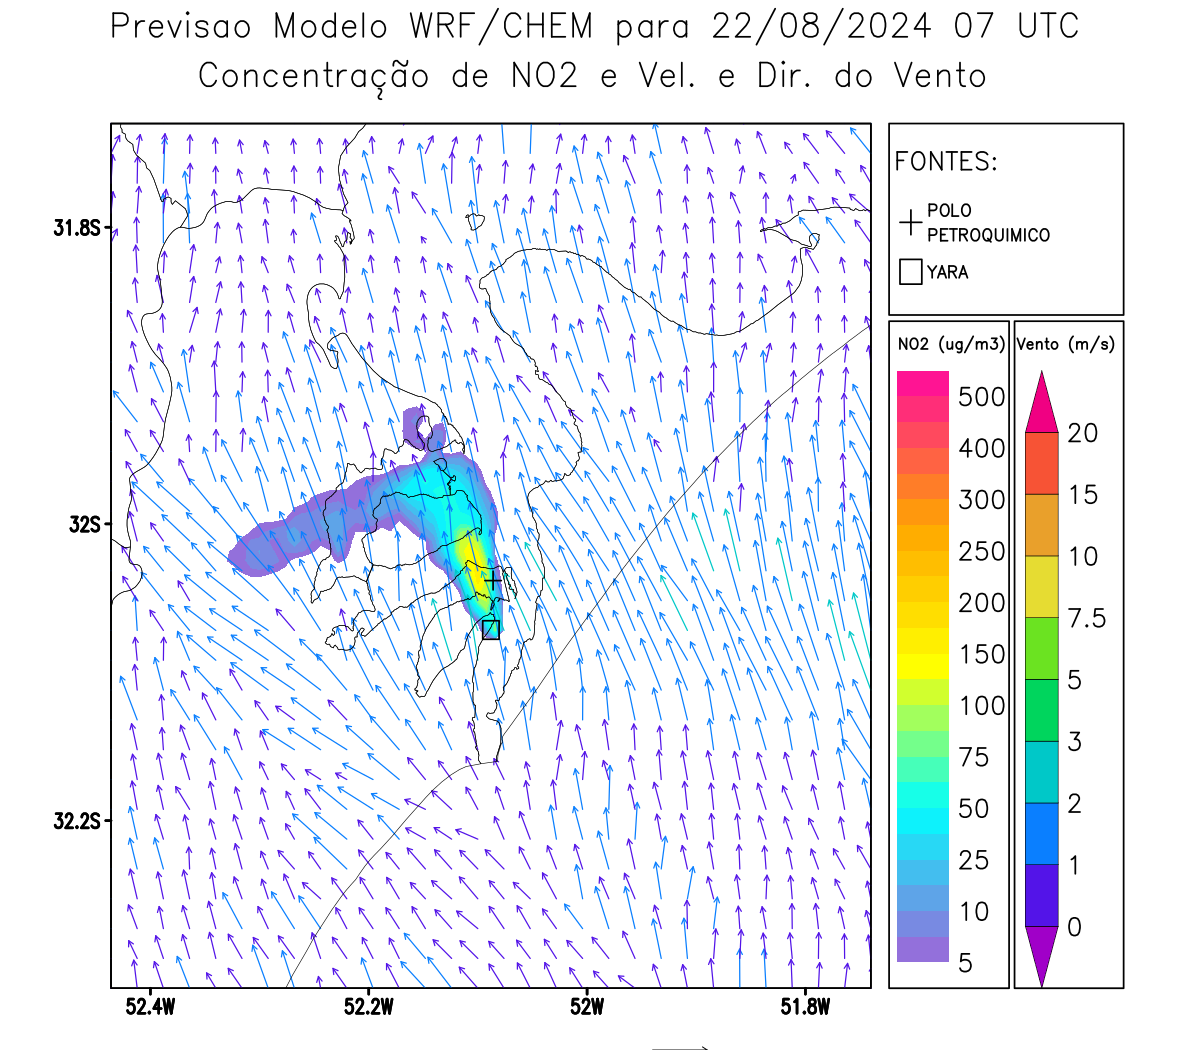 Previsao Modelo WRF/CHEM para 22/08/2024 07 UTC
Concentração de NO2 e Vel. e Dir. do Vento
FONTES:
POLO
PETROQUIMICO
YARA
31.8S
32S
32.2S
52.4W
52.2W
52W
51.8W
NO2 (ug/m3)
500
400
300
250
200
150
100
75
50
25
10
5
Vento (m/s)
20
15
10
7.5
5
3
2
1
0